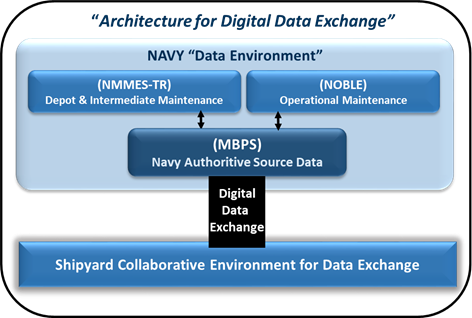 "Architecture for Digital Data Exchange"
NAVY "Data Environment"
(NMMES-TR)
Depot & Intermediate Maintenance
(NOBLE)
Operational Maintenance
(MBPS)
Navy Authoritive Source Data
Digital
Data
Exchange
Shipyard Collaborative Environment for Data Exchange